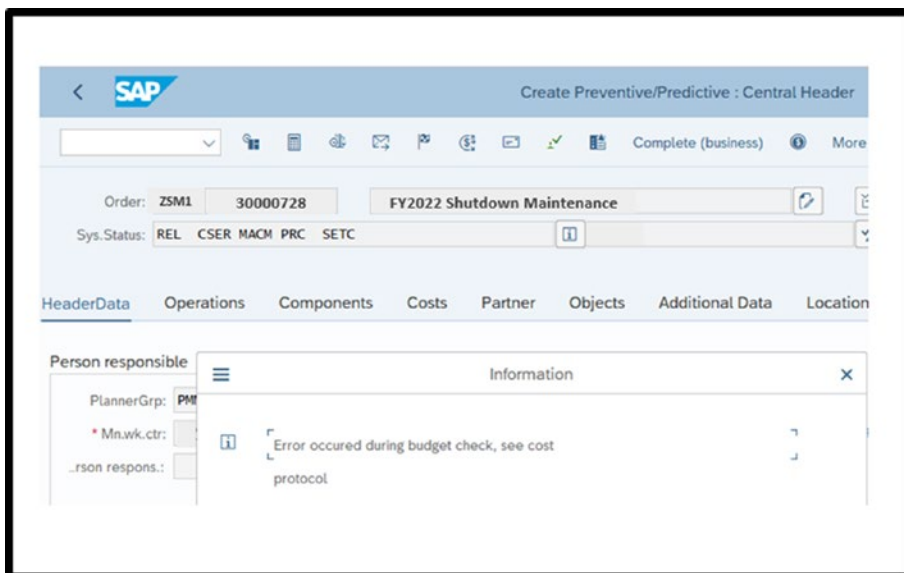 SAP
Create Preventive/Predictive : Central Header
Complete (business) More
Order: ZSM1 30000728 FY2022 Shutdown Maintenance
Sys.Status: REL CSER MACM PRC SETC
HeaderData Operations Components Costs Partner Objects Additional Data Location
Person responsible
Information
PlannerGrp:
* Mn.wk.ctr:
Error occured during budget check, see cost
..rson respons.:
protocol